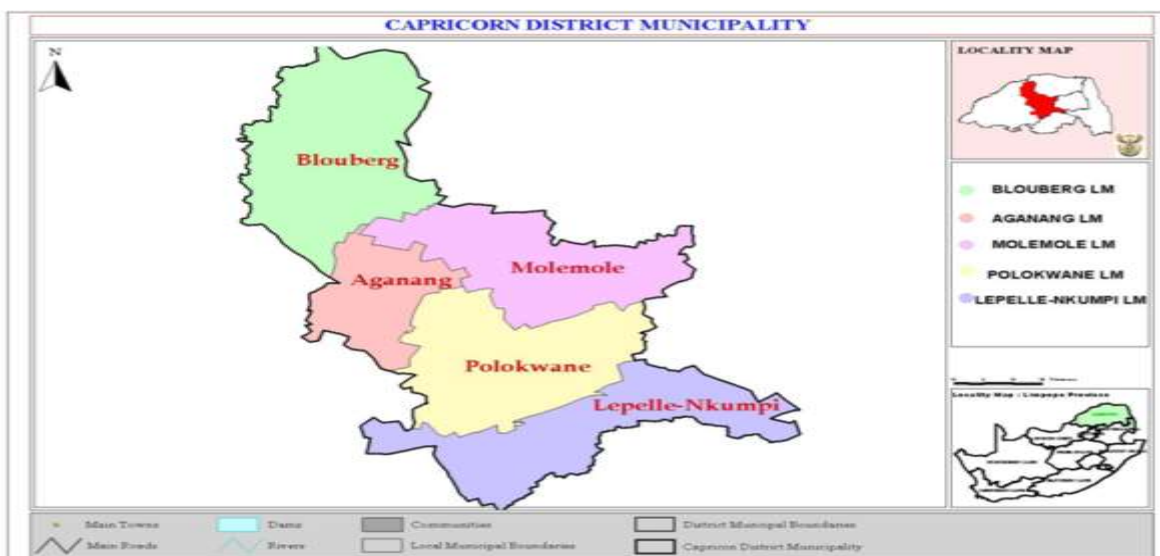 CAPRICORN DISTRICT MUNICIPALITY
N
LOCALITY MAP
Blouberg
BLOUBERG LM
AGANANG LM
Molemole
MOLEMOLE LM
Aganang
POLOKWANE LM
LEPELLE-NKUMPI LM
Polokwane
Lepelle-Nkumpi
Locality Map : Limpopo Province
Main Towns
Dams
Communities
District Municipal Boundaries
Main Roads
Rivers
Local Municipal Boundaries
Capricon District Municipality